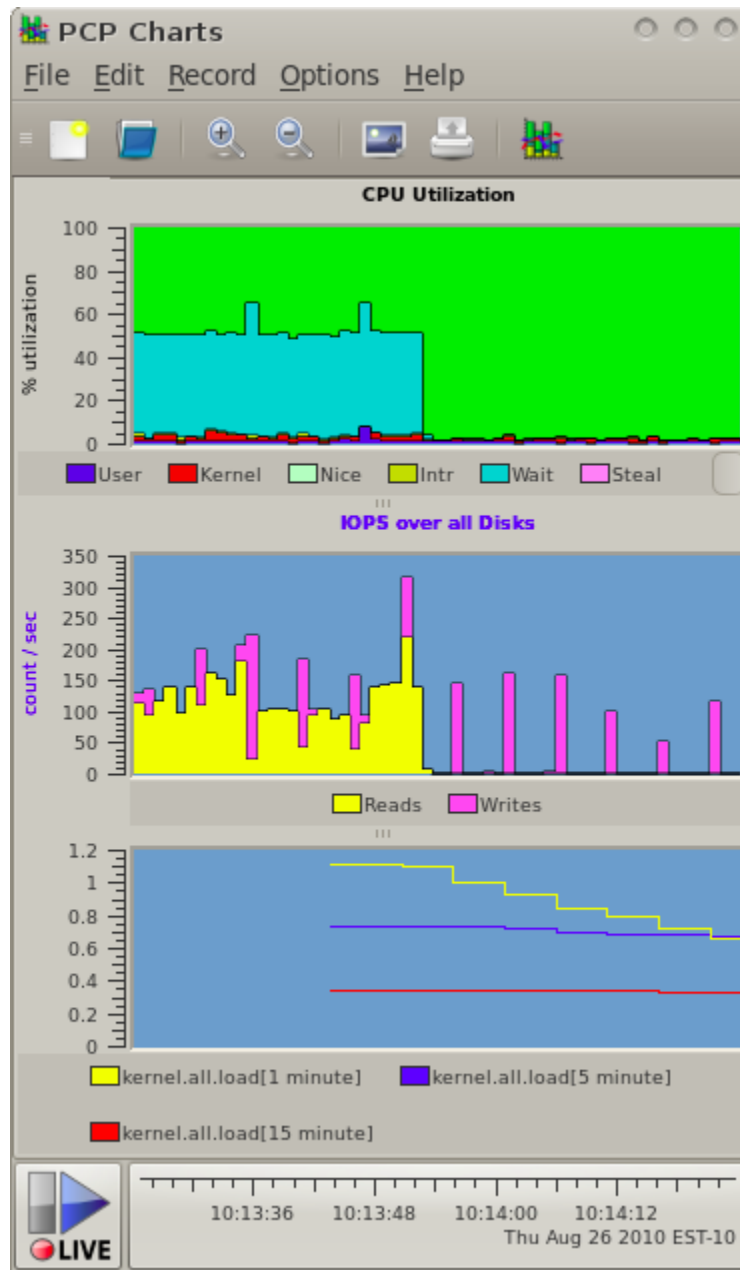 PCP Charts
File Edit Record Options Help
CPU Utilization
% utilization
100
80
60
40
20
0
User Kernel Nice Intr Wait Steal
IOPS over all Disks
count / sec
350
300
250
200
150
100
50
0
Reads Writes
1.2
1
0.8
0.6
0.4
0.2
0
kernel.all.load[1 minute] kernel.all.load[5 minute]
kernel.all.load[15 minute]
10:13:36 10:13:48 10:14:00 10:14:12
Thu Aug 26 2010 EST-10
LIVE